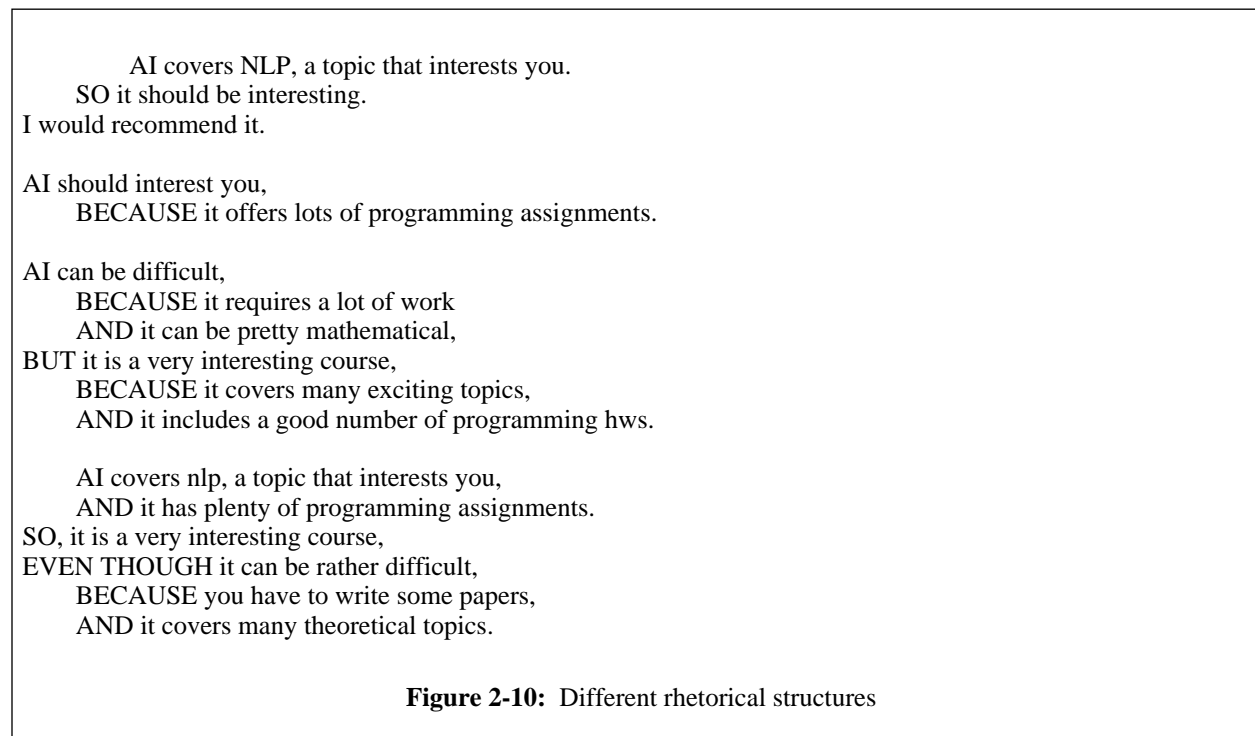 AI covers NLP, a topic that interests you.
SO it should be interesting.
I would recommend it.
AI should interest you,
BECAUSE it offers lots of programming assignments.
AI can be difficult,
BECAUSE it requires a lot of work
AND it can be pretty mathematical,
BUT it is a very interesting course,
BECAUSE it covers many exciting topics,
AND it includes a good number of programming hws.
AI covers nlp, a topic that interests you,
AND it has plenty of programming assignments.
SO, it is a very interesting course,
EVEN THOUGH it can be rather difficult,
BECAUSE you have to write some papers,
AND it covers many theoretical topics.
Figure 2-10: Different rhetorical structures